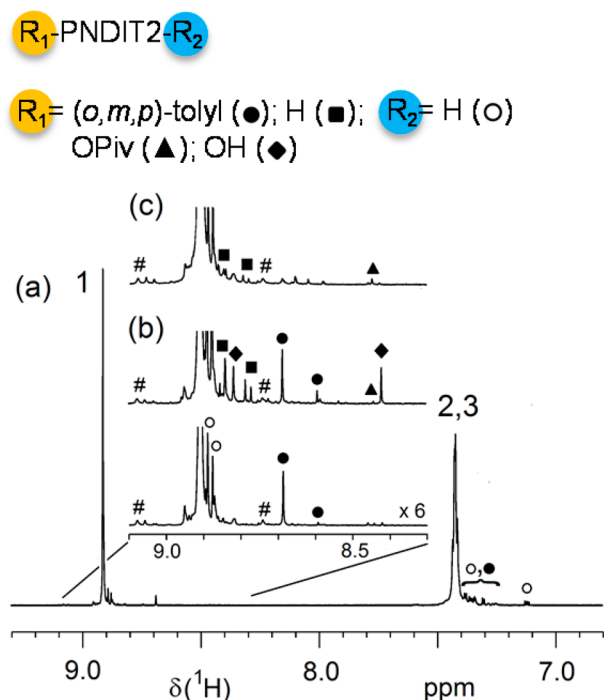 R1-PNDIT2-R2
R1= (o,m,p)-tolyl (●); H (■); R2= H (○)
OPiv (▲); OH (◆)
(c)
# ■ ■ # ▲
(a) 1
(b)
# ■ ◆ ■ # ● ● ▲ ◆
2,3
○ ○
# # ● ● x 6
9.0 8.5
○,● ○
9.0 8.0 7.0
δ(¹H) ppm